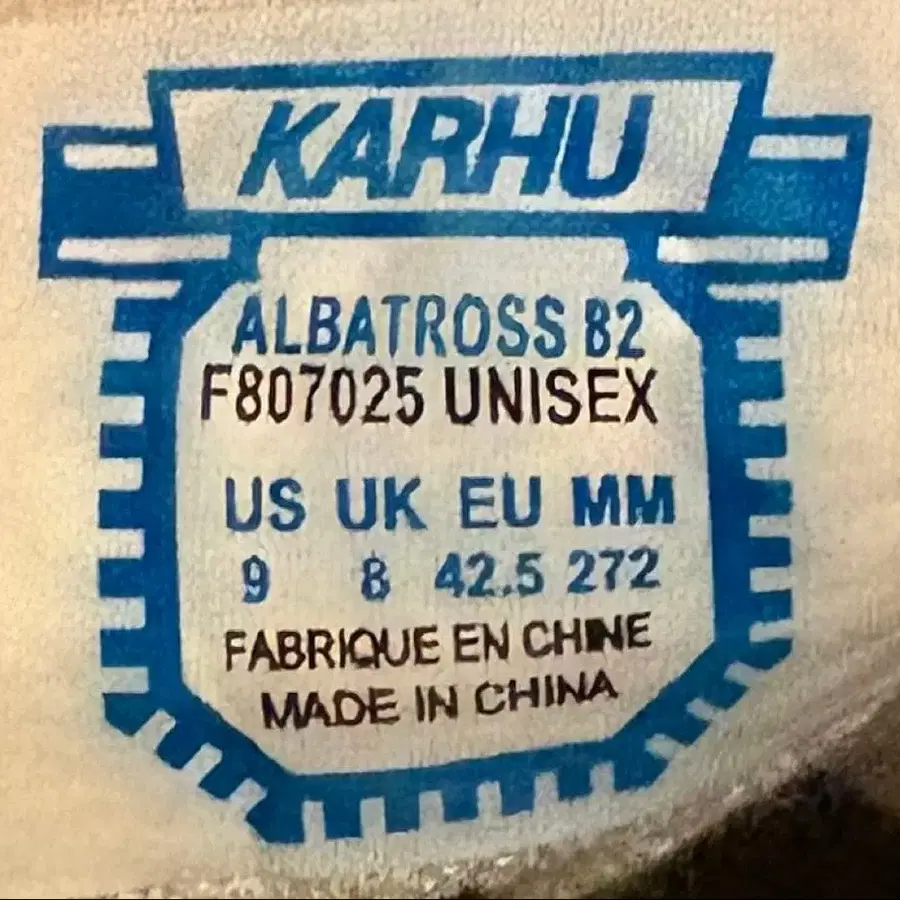 KARHU
ALBATROSS 82
F807025 UNISEX
US UK EU MM
9 8 42.5 272
FABRIQUE EN CHINE
MADE IN CHINA